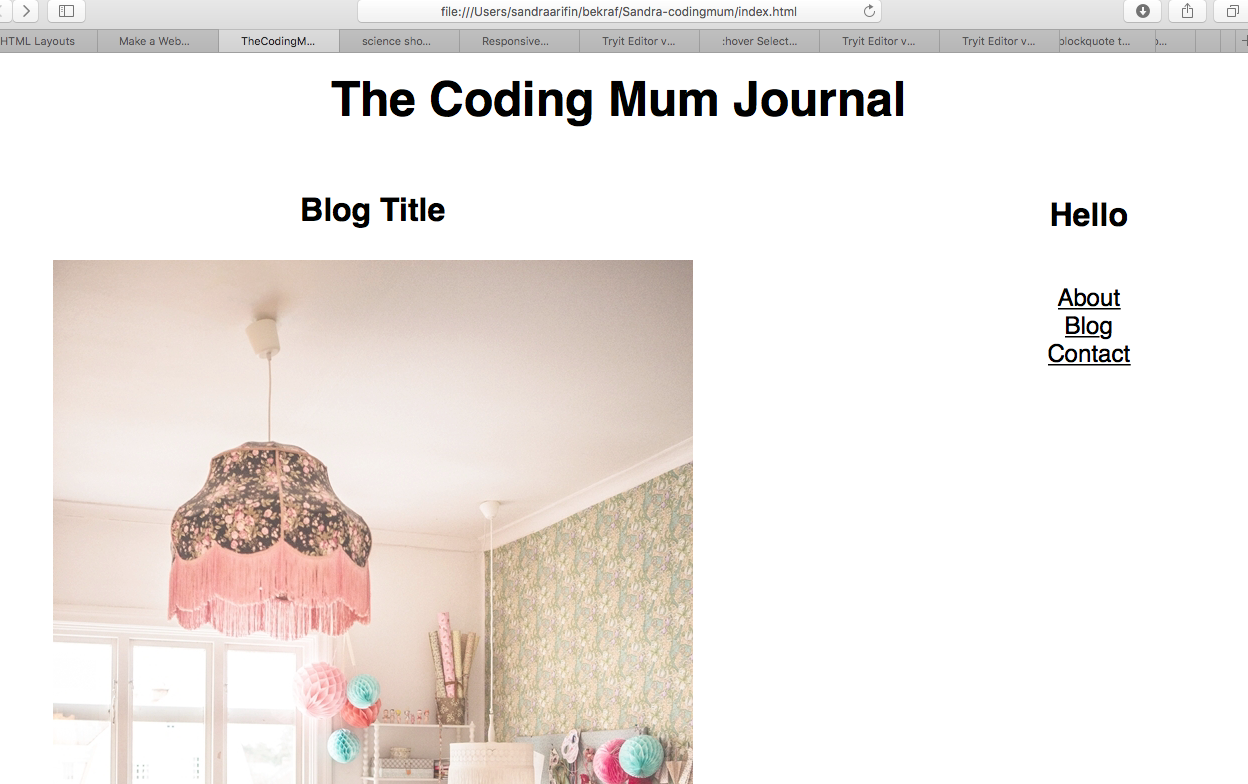 file:///Users/sandraarifin/bekraf/Sandra-codingmum/index.html
HTML Layouts
Make a Web...
TheCodingM...
science sho...
Responsive...
Tryit Editor v...
:hover Select...
Tryit Editor v...
Tryit Editor v...
blockquote t...
The Coding Mum Journal
Blog Title
Hello
About
Blog
Contact